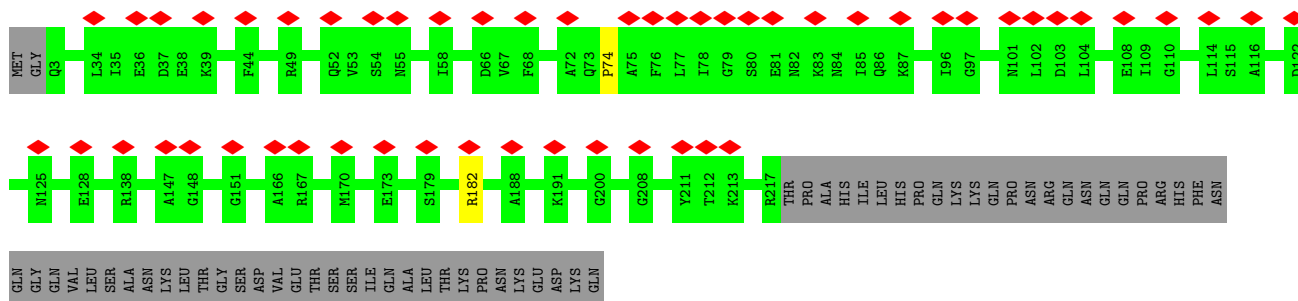 MET GLY Q3 L34 I35 E36 D37 E38 K39 F44 R49 Q52 V53 S54 N55 I58 D66 V67 F68 A72 Q73 P74 A75 F76 L77 I78 G79 S80 E81 N82 K83 N84 I85 Q86 K87 I96 G97 N101 L102 D103 L104 E108 I109 G110 L114 S115 A116
N125 E128 R138 A147 G148 G151 A166 R167 M170 E173 S179 R182 A188 K191 G200 G208 Y211 T212 K213 R217 THR PRO ALA HIS ILE LEU HIS PRO GLN LYS LYS GLN PRO ASN ARG GLN ASN GLN GLN PRO ARG HIS PHE ASN
GLN GLY GLN VAL LEU SER ALA ASN LYS LEU THR GLY SER ASP VAL GLU THR SER SER ILE GLN ALA LEU THR LYS PRO ASN LYS GLU ASP LYS GLN